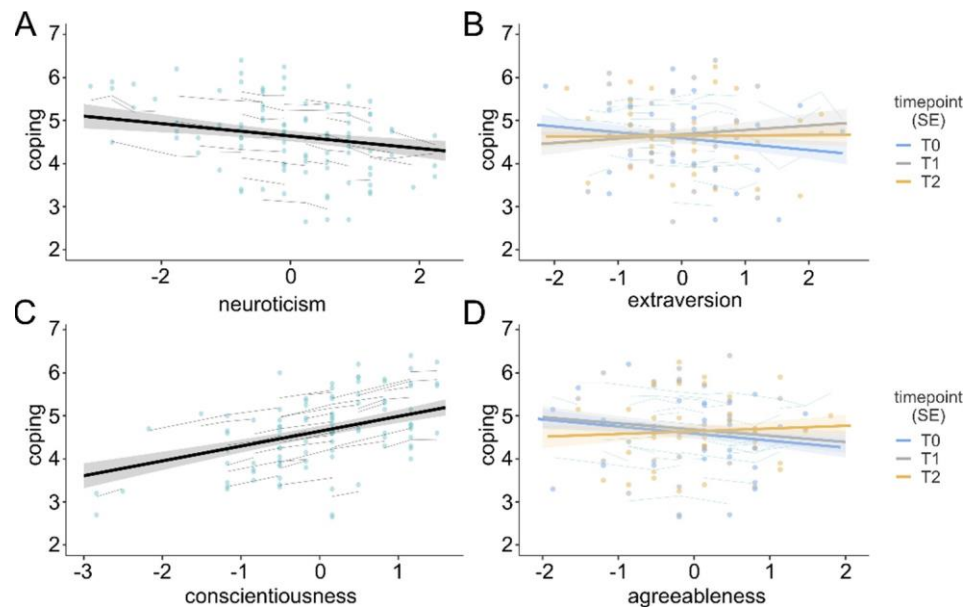 A
7
6
5
4
3
2
coping
-2
0
2
neuroticism
B
7
6
5
4
3
2
coping
-2
-1
0
1
2
extraversion
timepoint
(SE)
T0
T1
T2
C
7
6
5
4
3
2
coping
-3
-2
-1
0
1
conscientiousness
D
7
6
5
4
3
2
coping
-2
-1
0
1
2
agreeableness
timepoint
(SE)
T0
T1
T2